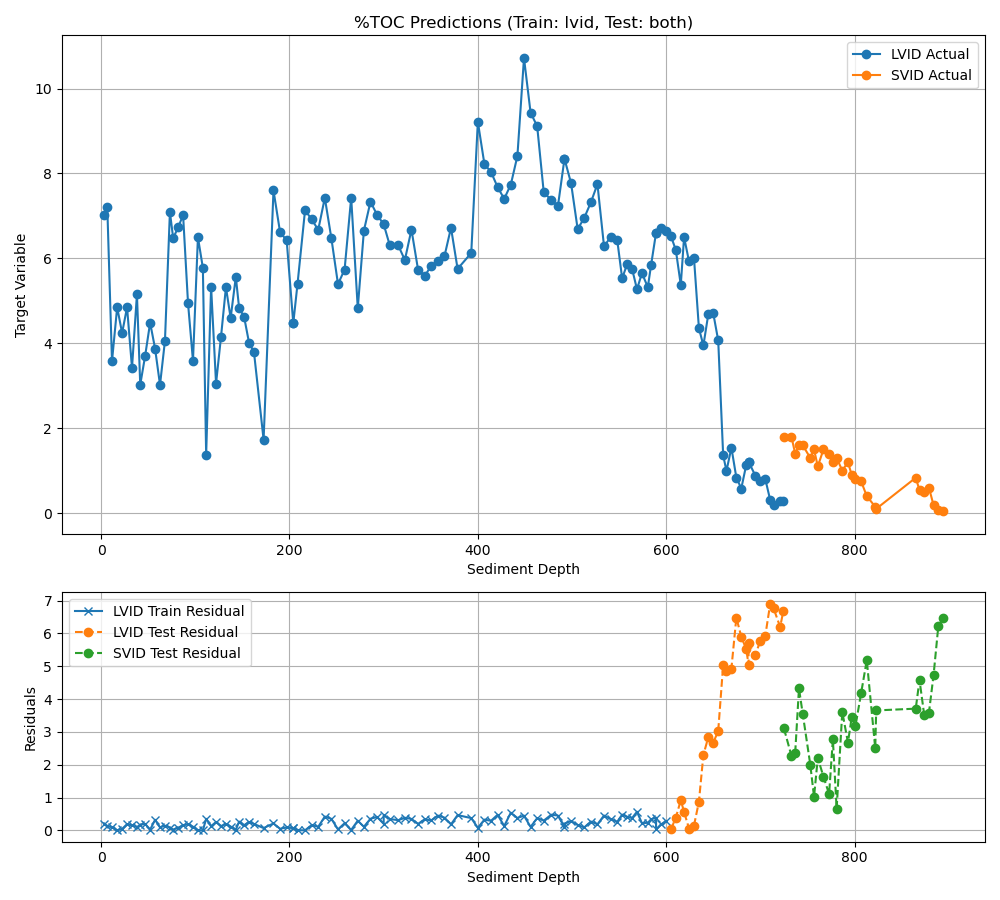 %TOC Predictions (Train: lvid, Test: both)
LVID Actual
SVID Actual
Target Variable
10
8
6
4
2
0
0 200 400 600 800
Sediment Depth
LVID Train Residual
LVID Test Residual
SVID Test Residual
Residuals
7
6
5
4
3
2
1
0
0 200 400 600 800
Sediment Depth